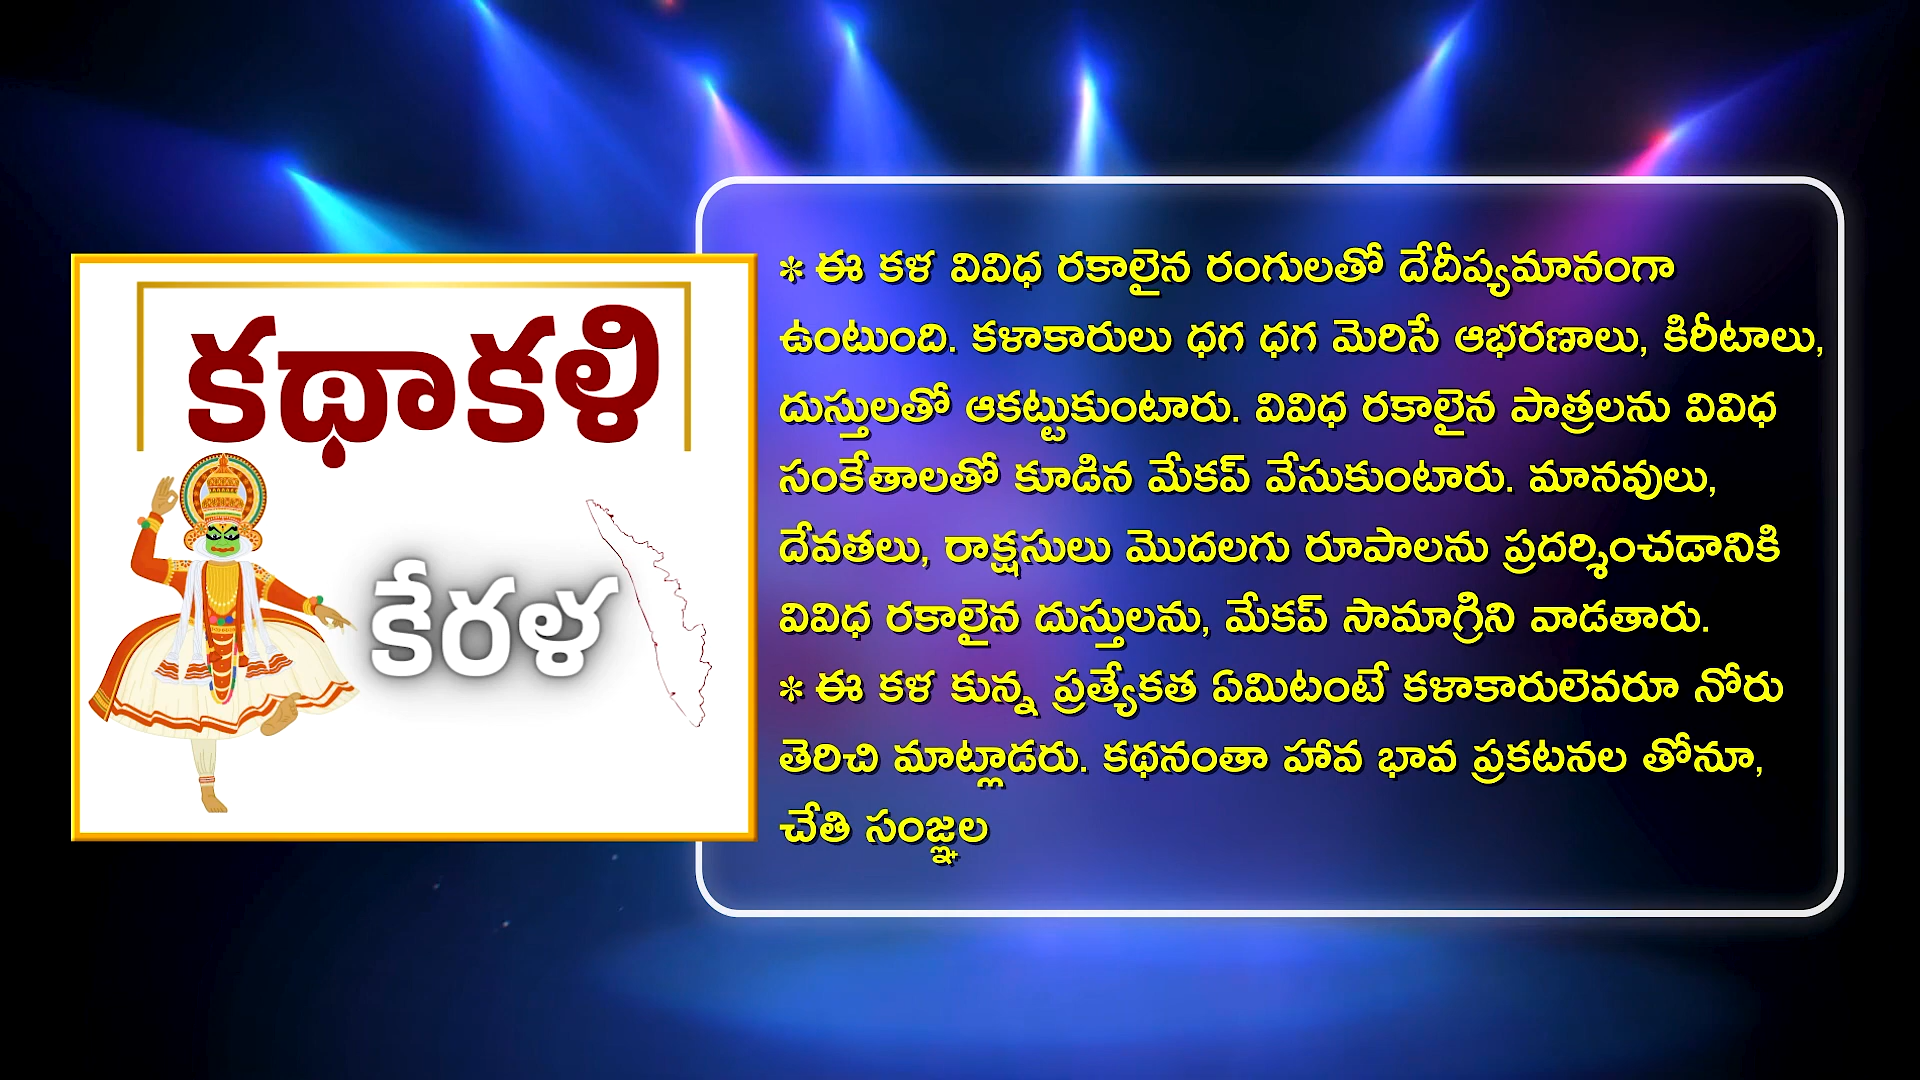 కథాకళి
కేరళ
* ఈ కళ వివిధ రకాలైన రంగులతో దేదీప్యమానంగా
ఉంటుంది. కళాకారులు ధగ ధగ మెరిసే ఆభరణాలు, కిరీటాలు,
దుస్తులతో ఆకట్టుకుంటారు. వివిధ రకాలైన పాత్రలను వివిధ
సంకేతాలతో కూడిన మేకప్ వేసుకుంటారు. మానవులు,
దేవతలు, రాక్షసులు మొదలగు రూపాలను ప్రదర్శించడానికి
వివిధ రకాలైన దుస్తులను, మేకప్ సామాగ్రిని వాడతారు.
* ఈ కళ కున్న ప్రత్యేకత ఏమిటంటే కళాకారులెవరూ నోరు
తెరిచి మాట్లాడరు. కథనంతా హావ భావ ప్రకటనల తోనూ,
చేతి సంజ్ఞల